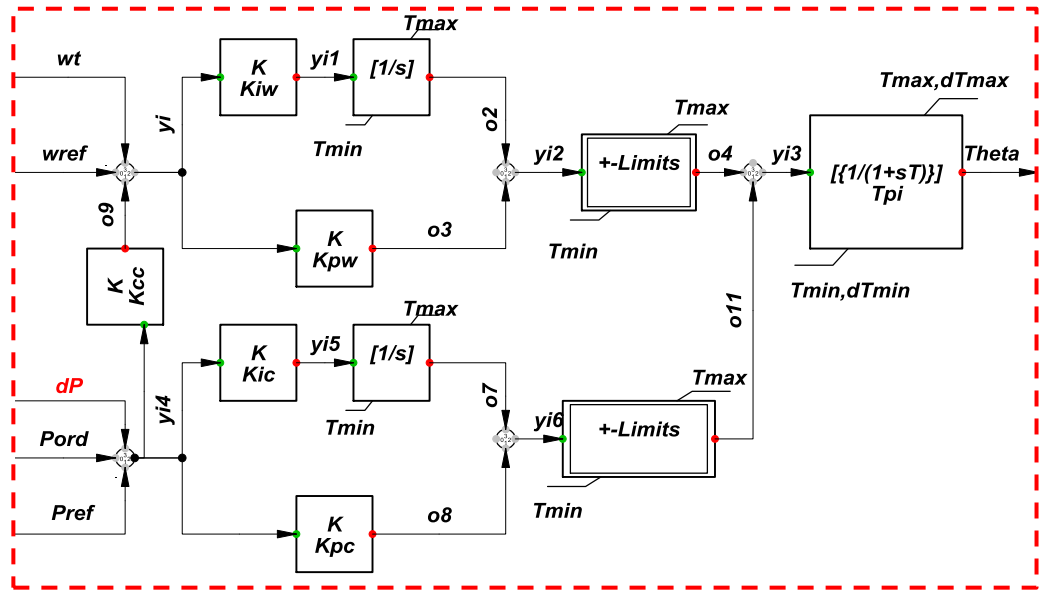 Tmax
wt
K
Kiw
yi1
[1/s]
Tmax,dTmax
yi
o2
Tmax
Tmin
wref
yi2
+-Limits
o4
yi3
[{1/(1+sT)}]
Tpi
Theta
o9
K
Kpw
o3
Tmin
K
Kcc
Tmin,dTmin
Tmax
o11
K
Kic
yi5
[1/s]
dP
yi4
o7
Tmax
Tmin
yi6
+-Limits
Pord
Pref
K
Kpc
o8
Tmin